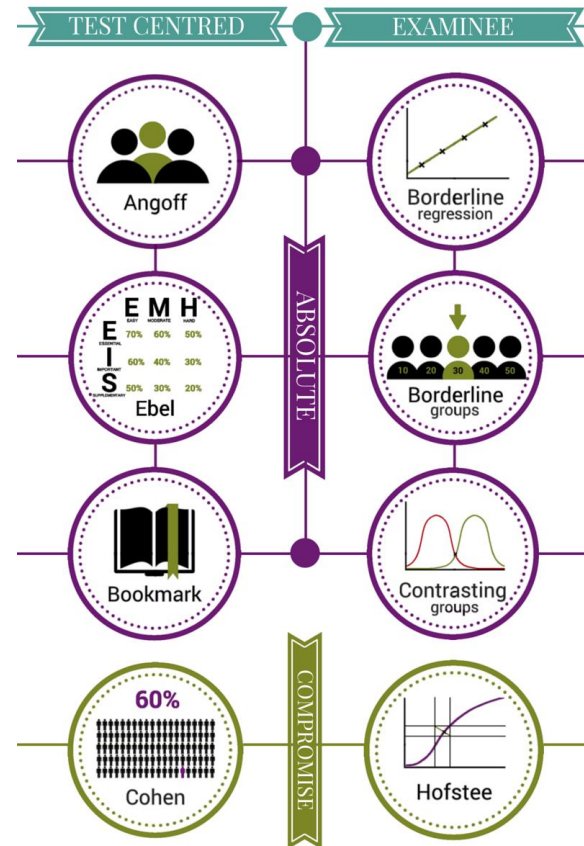 TEST CENTRED
EXAMINEE
Angoff
Borderline
regression
ABSOLUTE
E M H
EASY MODERATE HARD
E 70% 60% 50%
ESSENTIAL
I 60% 40% 30%
IMPORTANT
S 50% 30% 20%
SUPPLEMENTARY
Ebel
10 20 30 40 50
Borderline
groups
Bookmark
Contrasting
groups
COMPROMISE
60%
Cohen
Hofstee